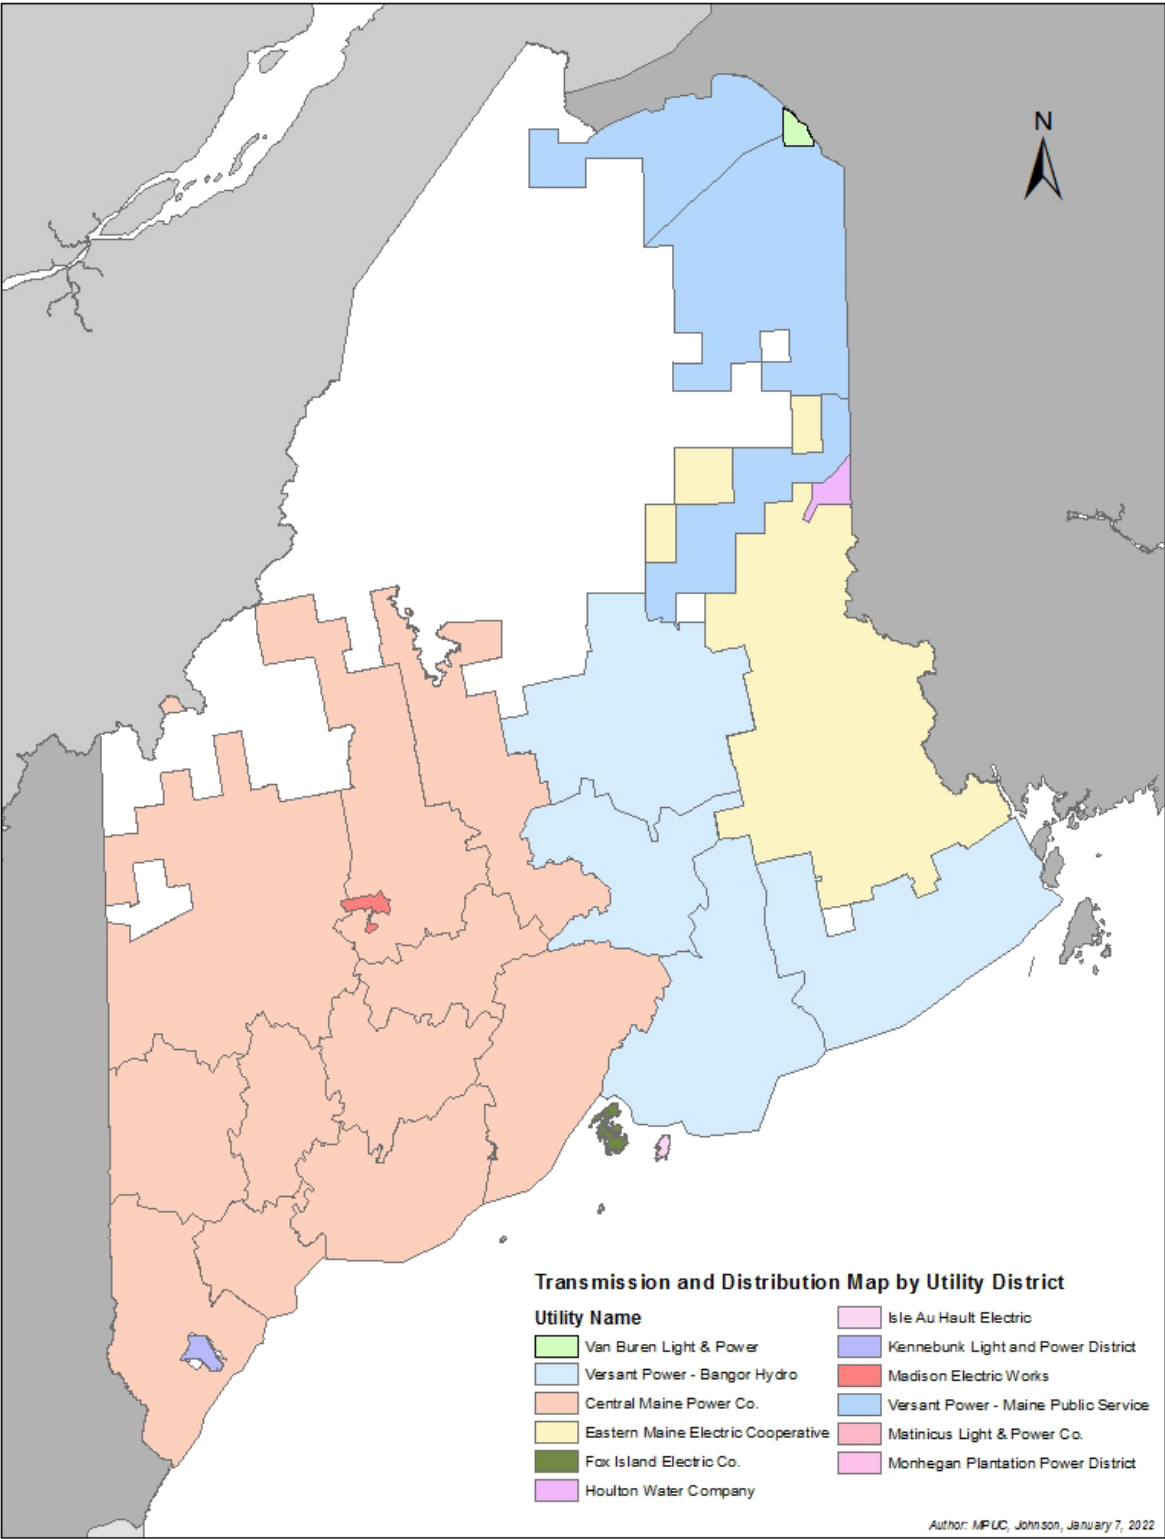 N
Transmission and Distribution Map by Utility District
Utility Name
Van Buren Light & Power
Versant Power - Bangor Hydro
Central Maine Power Co.
Eastern Maine Electric Cooperative
Fox Island Electric Co.
Houlton Water Company
Isle Au Hault Electric
Kennebunk Light and Power District
Madison Electric Works
Versant Power - Maine Public Service
Matinicus Light & Power Co.
Monhegan Plantation Power District
Author: MPUC, Johnson, January 7, 2022